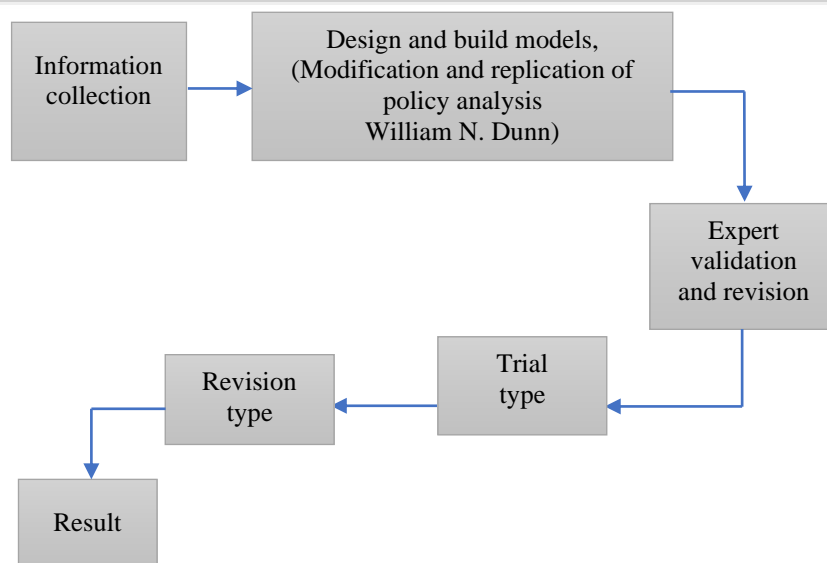 Information
collection
Design and build models,
(Modification and replication of
policy analysis
William N. Dunn)
Expert
validation
and revision
Trial
type
Revision
type
Result